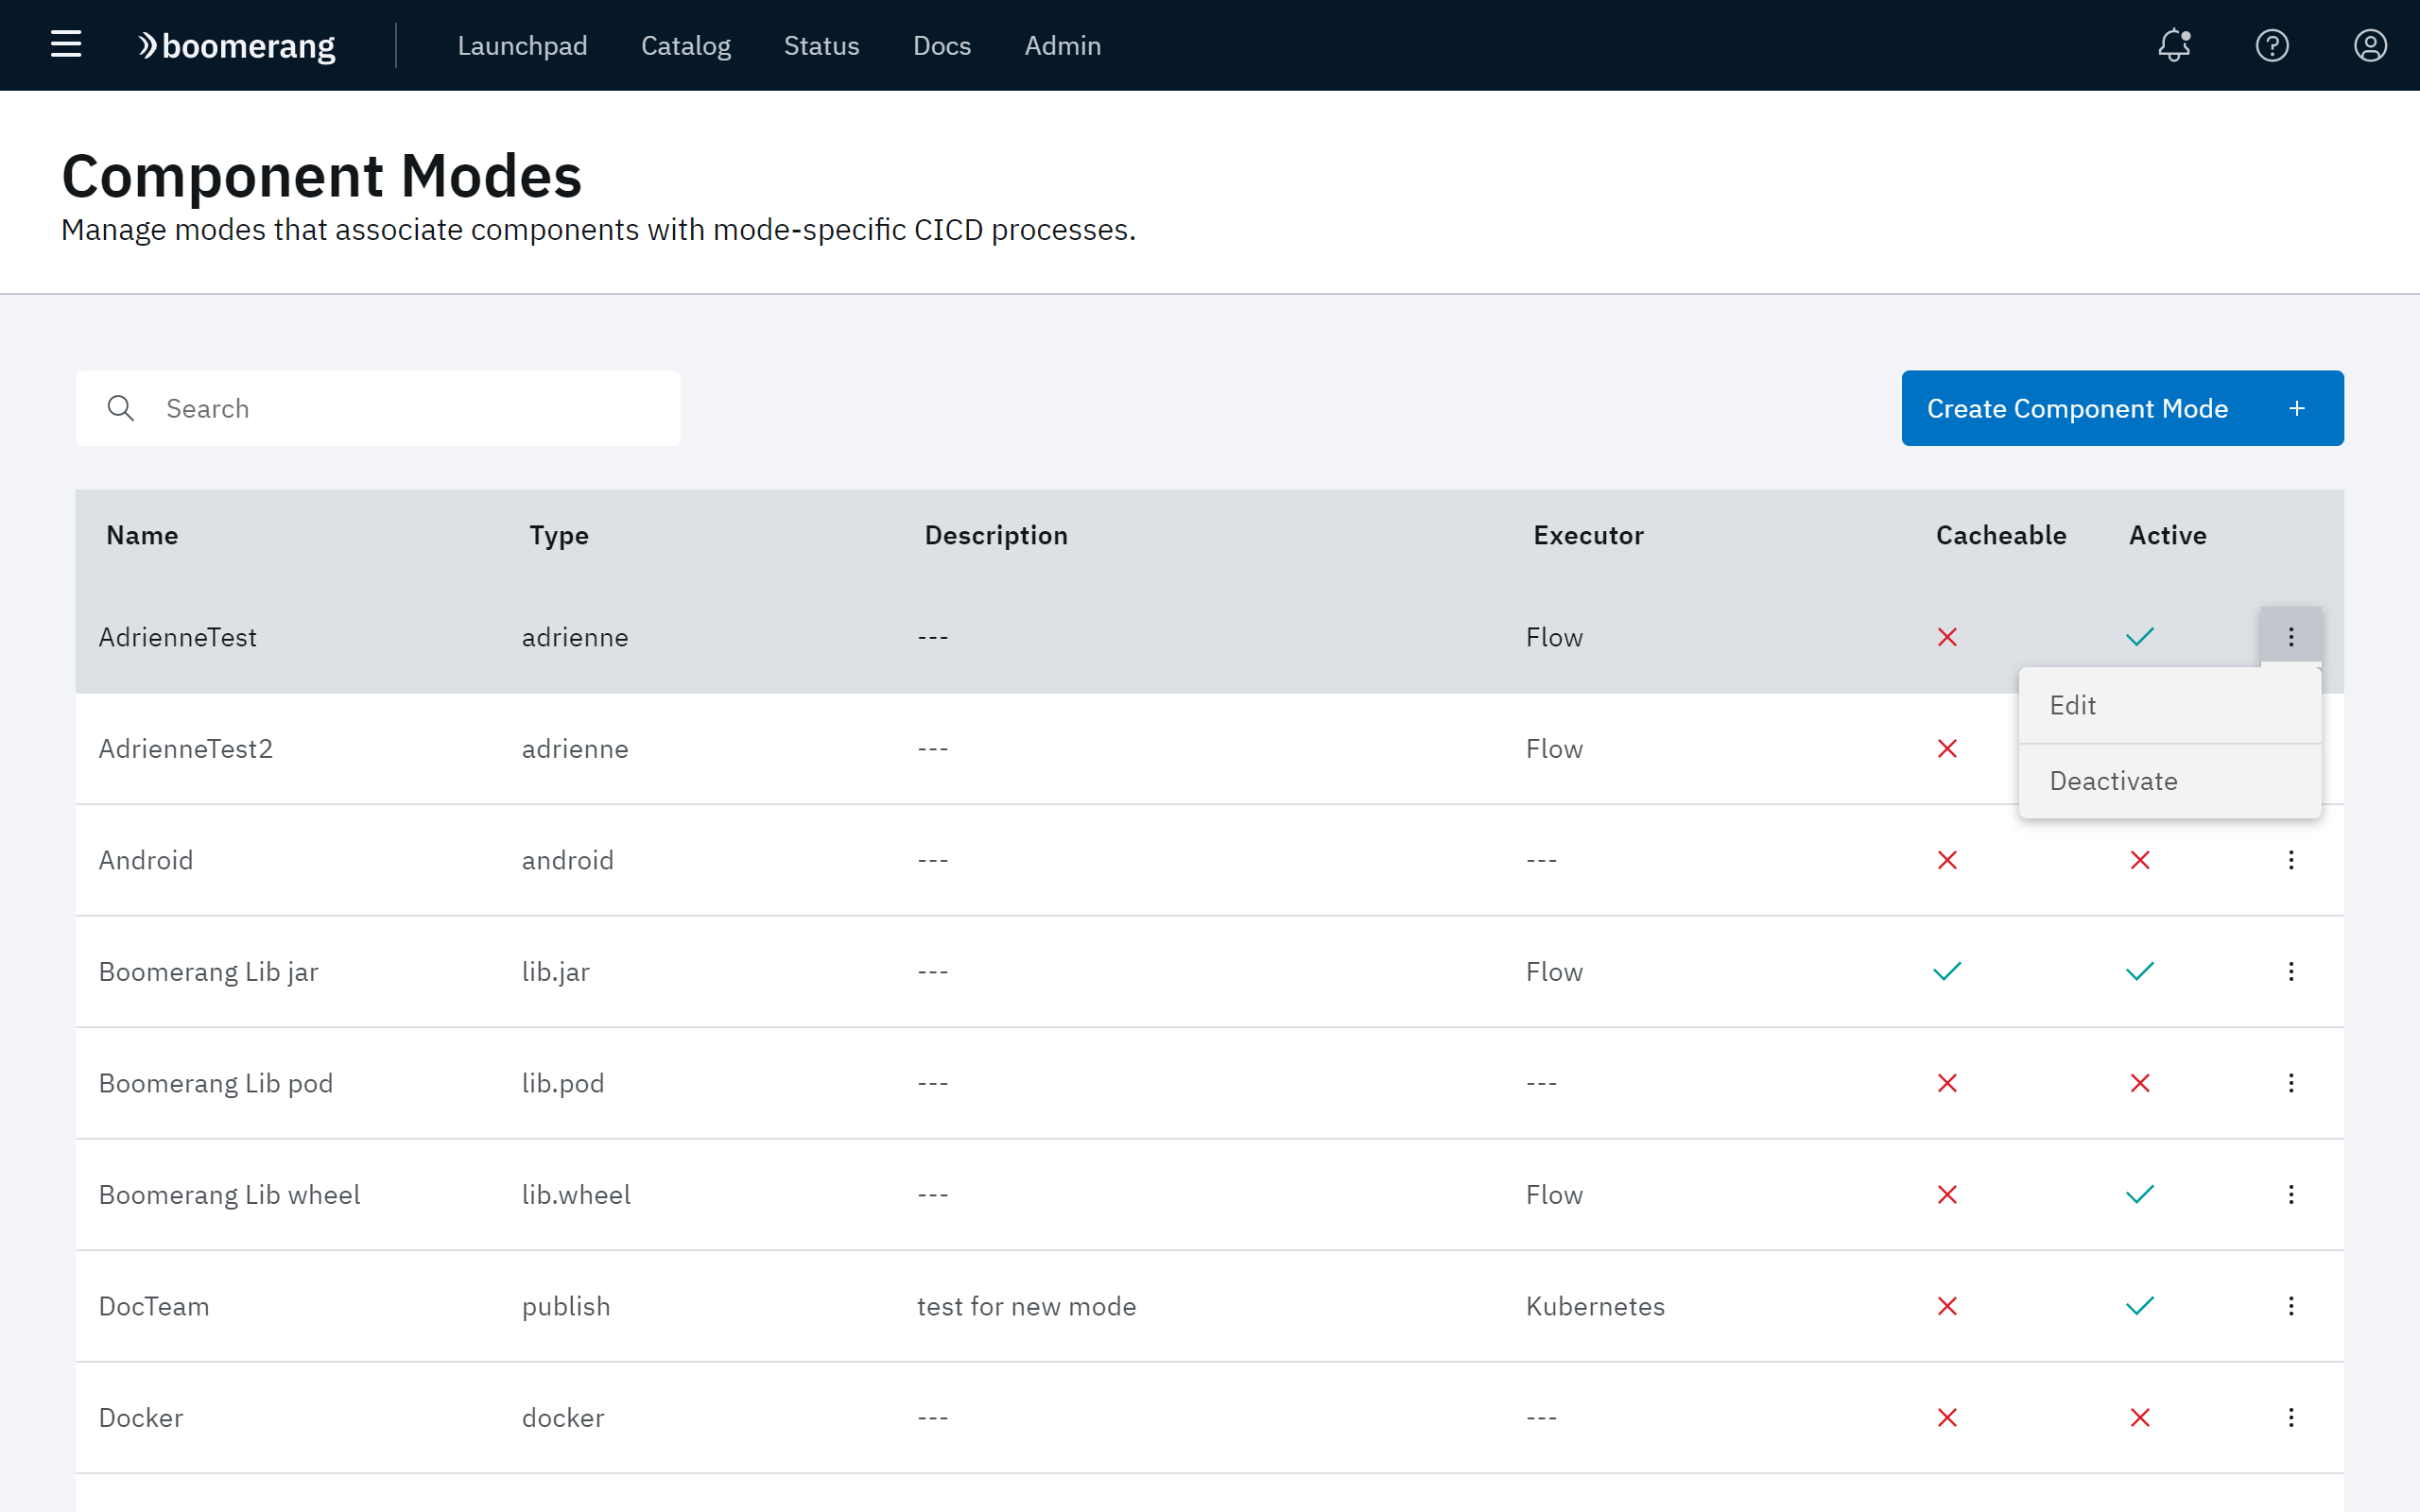 boomerang Launchpad Catalog Status Docs Admin
Component Modes
Manage modes that associate components with mode-specific CICD processes.
Search Create Component Mode +
Name Type Description Executor Cacheable Active
AdrienneTest adrienne --- Flow
Edit
AdrienneTest2 adrienne --- Flow
Deactivate
Android android --- ---
Boomerang Lib jar lib.jar --- Flow
Boomerang Lib pod lib.pod --- ---
Boomerang Lib wheel lib.wheel --- Flow
DocTeam publish test for new mode Kubernetes
Docker docker --- ---